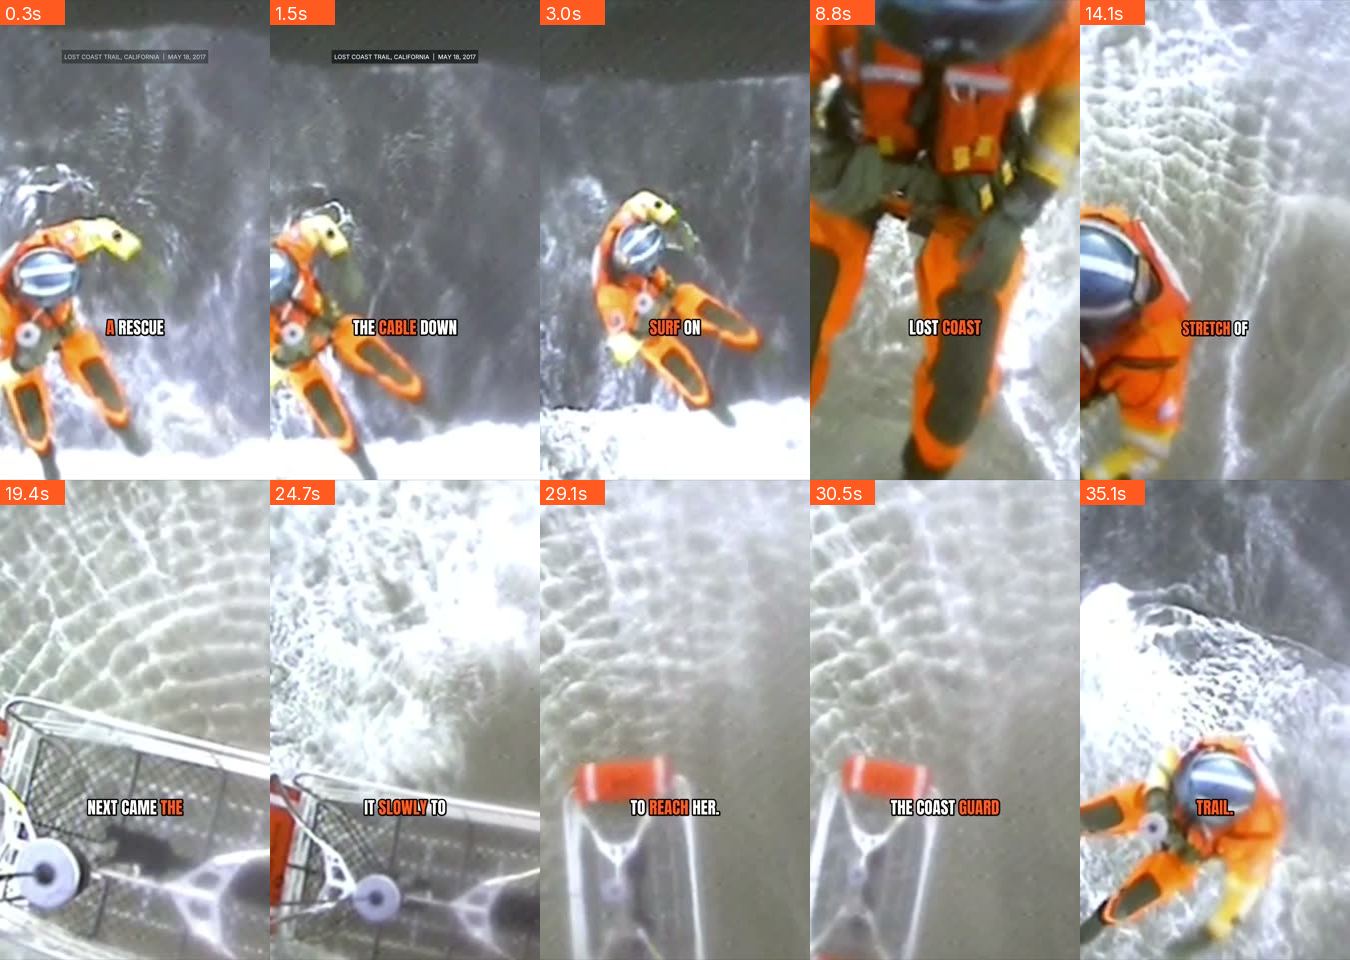 0.3s
LOST COAST TRAIL, CALIFORNIA | MAY 18, 2017
A RESCUE
1.5s
LOST COAST TRAIL, CALIFORNIA | MAY 18, 2017
THE CABLE DOWN
3.0s
SURF ON
8.8s
LOST COAST
14.1s
STRETCH OF
19.4s
NEXT CAME THE
24.7s
IT SLOWLY TO
29.1s
TO REACH HER.
30.5s
THE COAST GUARD
35.1s
TRAIL.